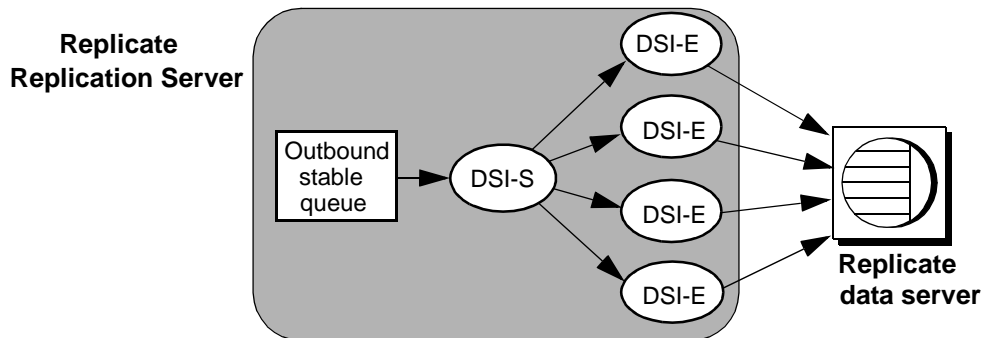 Replicate
Replication Server
Outbound
stable
queue
DSI-S
DSI-E
DSI-E
DSI-E
DSI-E
Replicate
data server